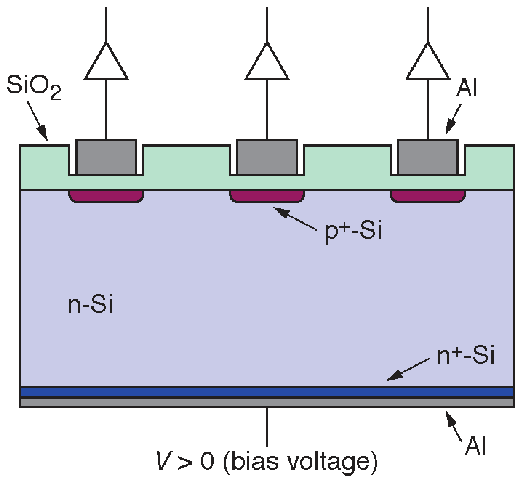 SiO₂
Al
p⁺-Si
n-Si
n⁺-Si
Al
V > 0 (bias voltage)